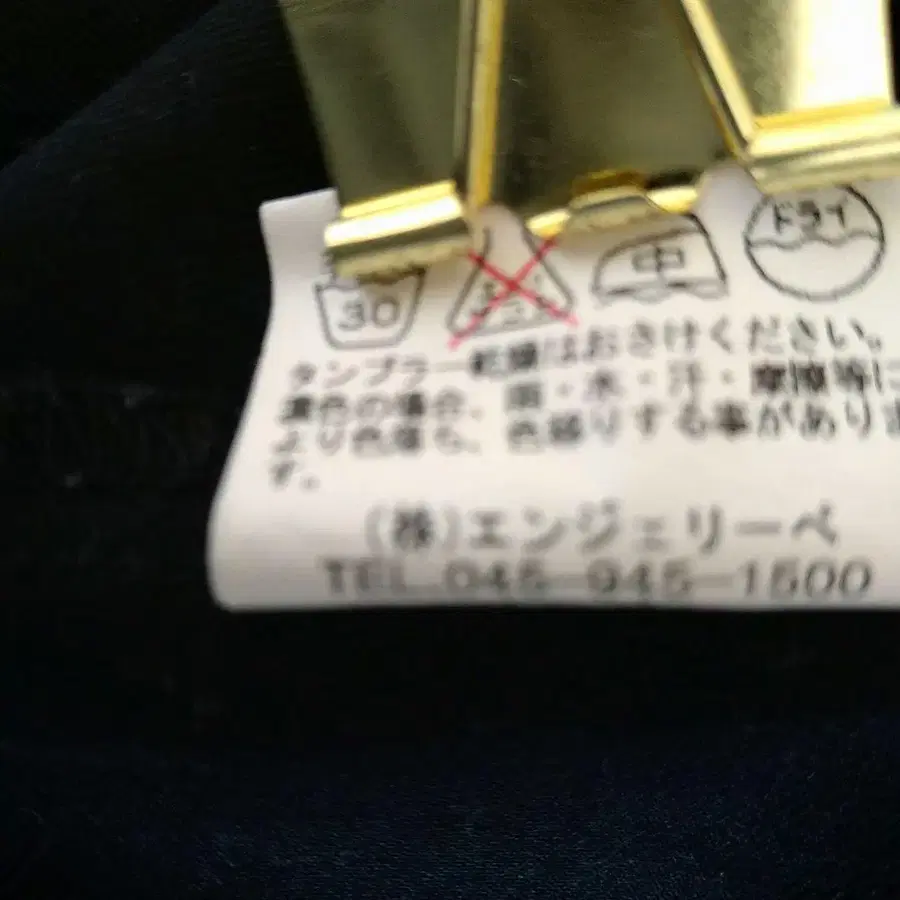 30 中 ドライ
タンブラー乾燥はおさけください。
濃色の場合、雨・水・汗・摩擦等に
より色落ち、色移りする事がありま
す。
(株)エンジェリーベ
TEL 045-945-1500